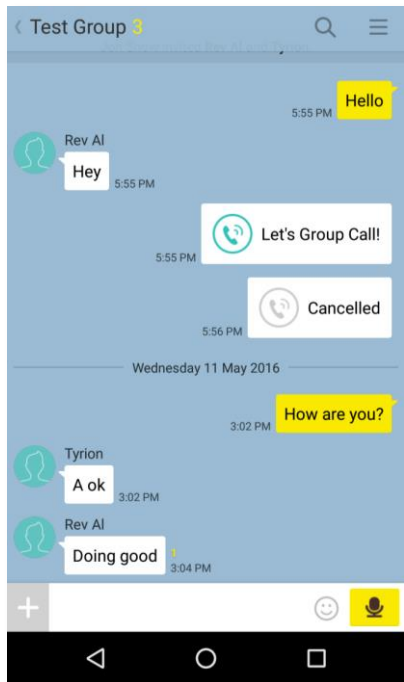 Test Group 3
Hello
5:55 PM
Rev Al
Hey
5:55 PM
Let's Group Call!
5:55 PM
Cancelled
5:56 PM
Wednesday 11 May 2016
How are you?
3:02 PM
Tyrion
A ok
3:02 PM
Rev Al
Doing good
1
3:04 PM